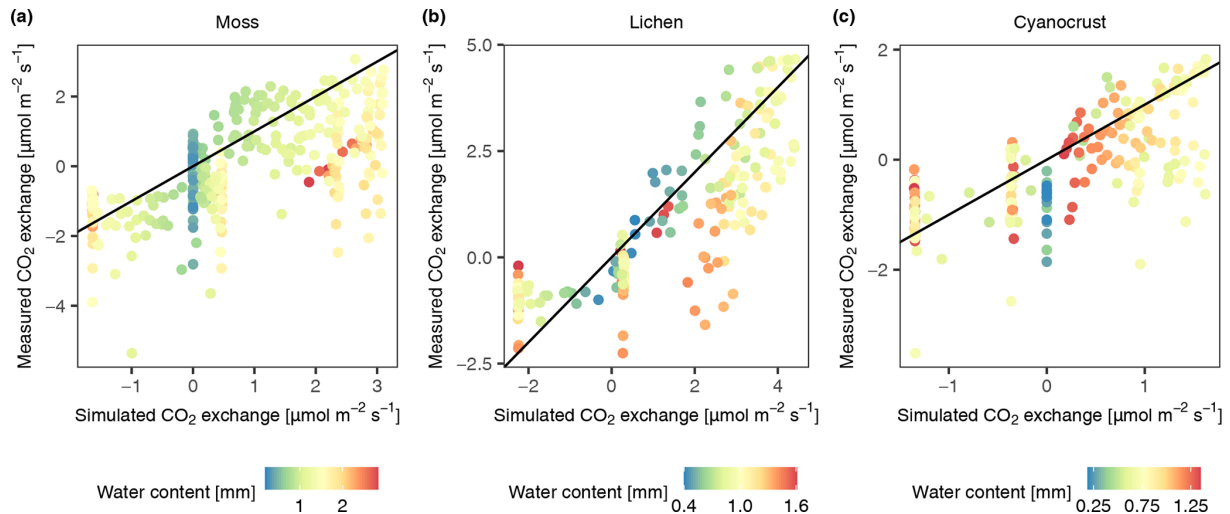 (a)
Moss
Measured CO₂ exchange [µmol m⁻² s⁻¹]
2
0
−2
−4
−1
0
1
2
3
Simulated CO₂ exchange [µmol m⁻² s⁻¹]
Water content [mm]
1
2
(b)
Lichen
Measured CO₂ exchange [µmol m⁻² s⁻¹]
5.0
2.5
0.0
−2.5
−2
0
2
4
Simulated CO₂ exchange [µmol m⁻² s⁻¹]
Water content [mm]
0.4
1.0
1.6
(c)
Cyanocrust
Measured CO₂ exchange [µmol m⁻² s⁻¹]
2
0
−2
−1
0
1
Simulated CO₂ exchange [µmol m⁻² s⁻¹]
Water content [mm]
0.25
0.75
1.25